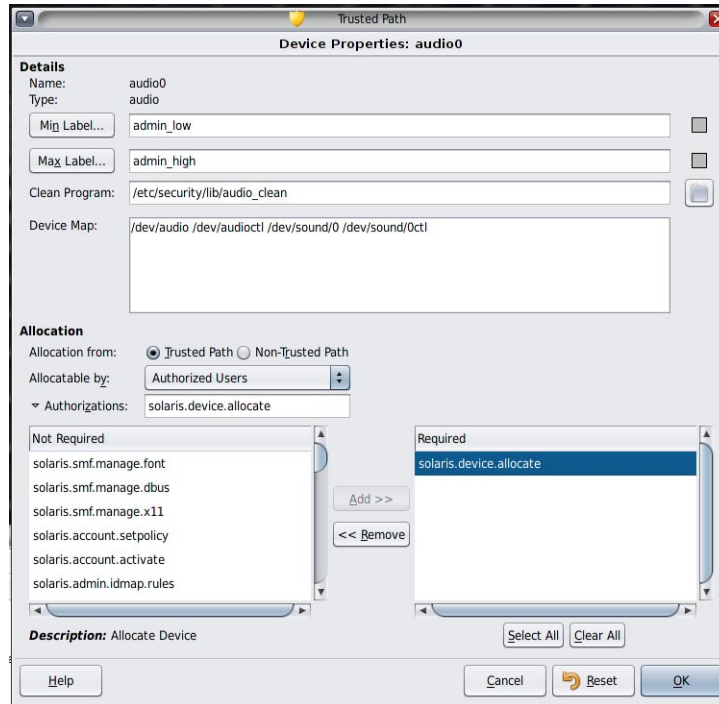 Trusted Path
Device Properties: audio0
Details
Name: audio0
Type: audio
Min Label... admin_low
Max Label... admin_high
Clean Program: /etc/security/lib/audio_clean
Device Map: /dev/audio /dev/audioctl /dev/sound/0 /dev/sound/0ctl
Allocation
Allocation from: Trusted Path Non-Trusted Path
Allocatable by: Authorized Users
Authorizations: solaris.device.allocate
Not Required
solaris.smf.manage.font
solaris.smf.manage.dbus
solaris.smf.manage.x11
solaris.account.setpolicy
solaris.account.activate
solaris.admin.idmap.rules
Add >>
<< Remove
Required
solaris.device.allocate
Description: Allocate Device
Select All Clear All
Help Cancel Reset OK